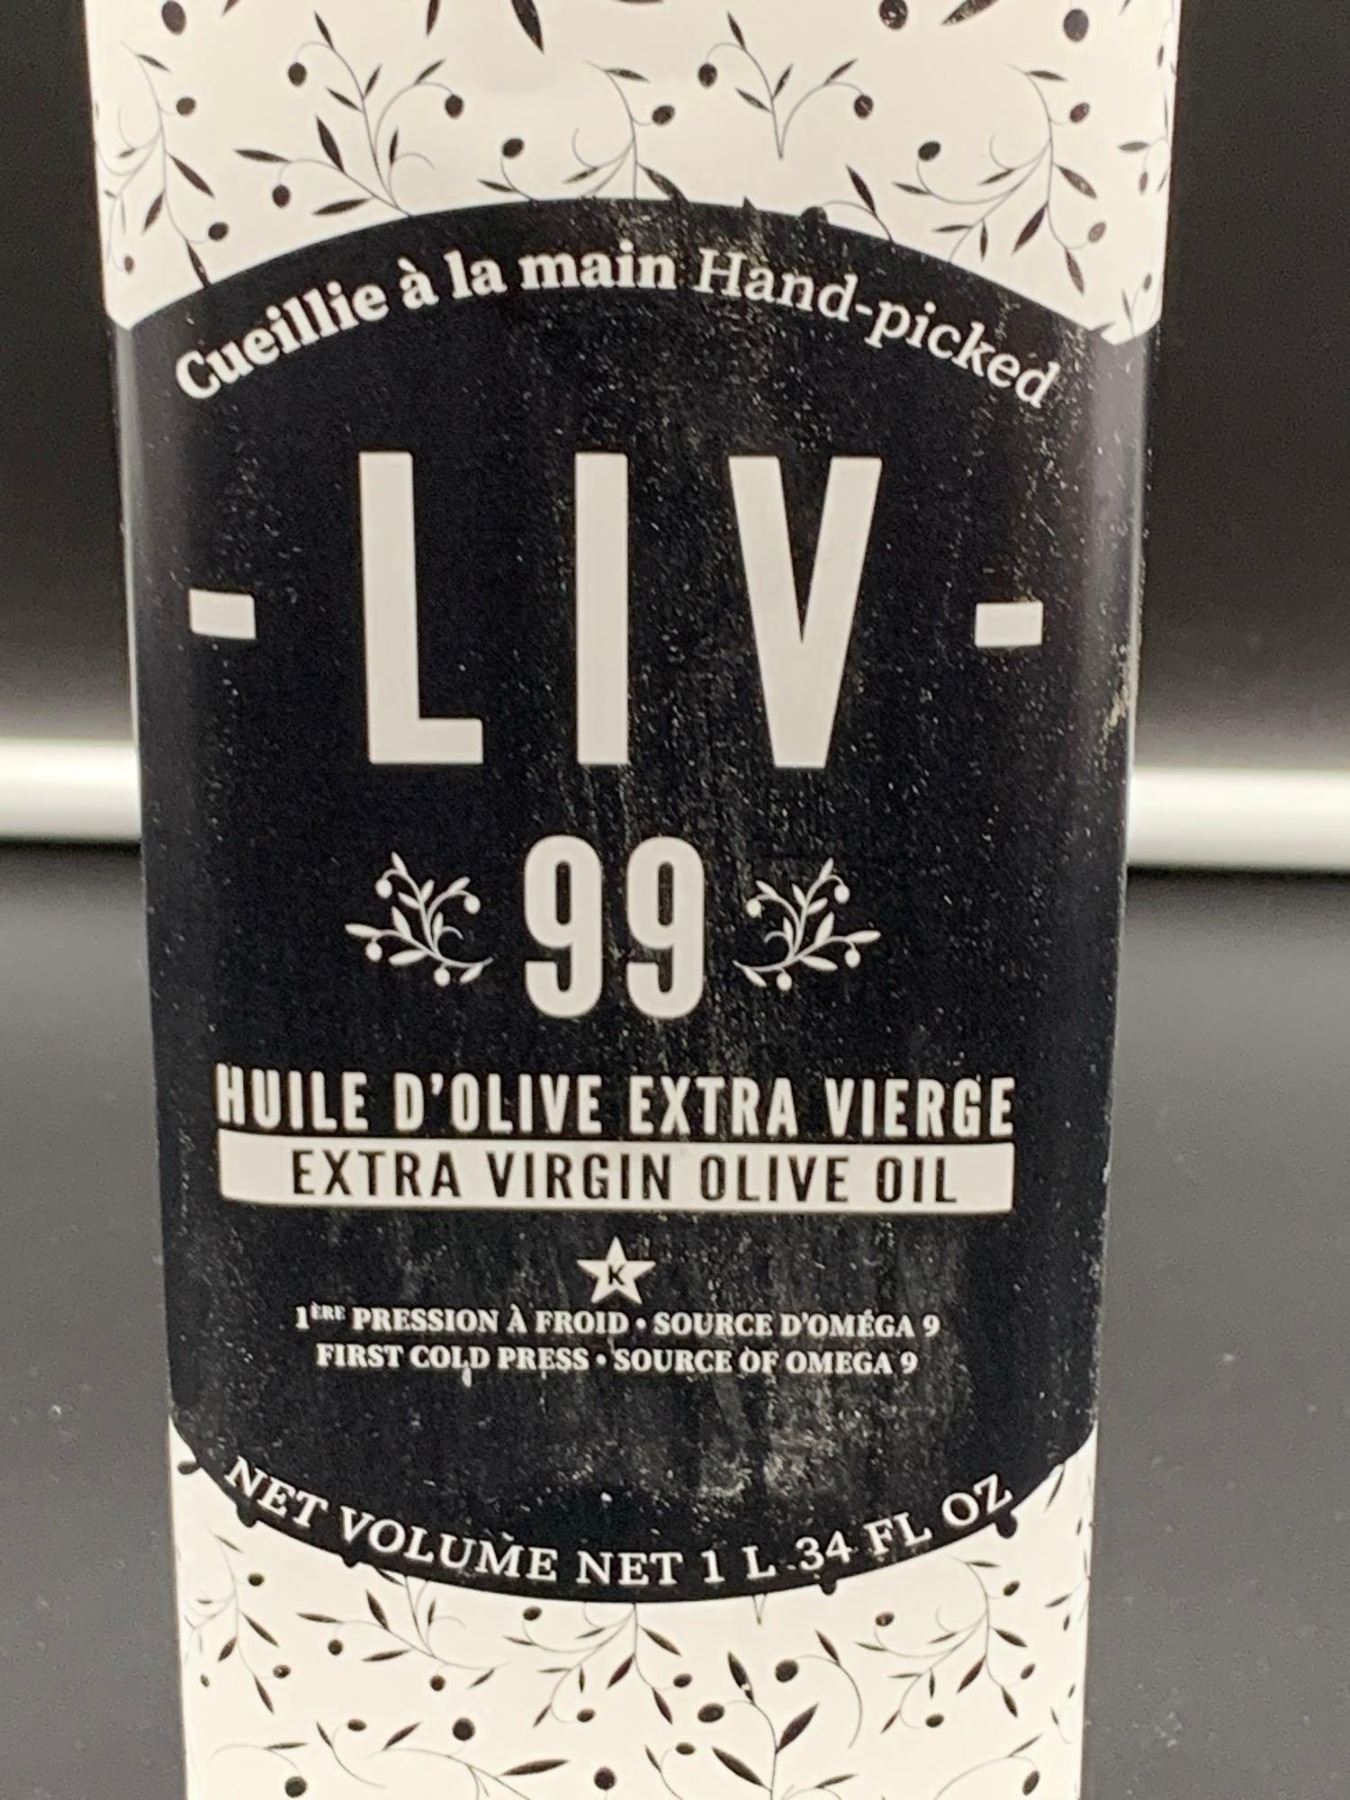 Cueillie à la main Hand-picked
- LIV -
99
HUILE D'OLIVE EXTRA VIERGE
EXTRA VIRGIN OLIVE OIL
K
1ÈRE PRESSION À FROID • SOURCE D'OMÉGA 9
FIRST COLD PRESS • SOURCE OF OMEGA 9
NET VOLUME NET 1 L 34 FL OZ